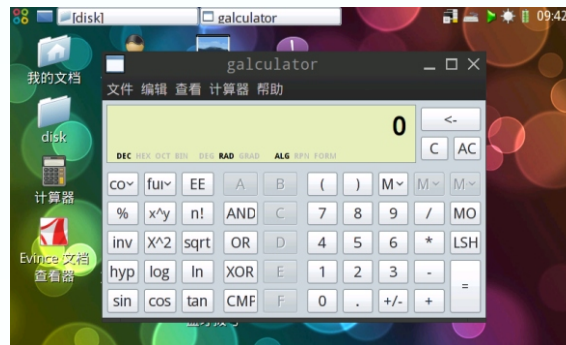 [disk]
galculator
09:42
我的文档
disk
计算器
Evince 文档
查看器
galculator
文件 编辑 查看 计算器 帮助
0
<-
DEC HEX OCT BIN DEG RAD GRAD ALG RPN FORM
C AC
co fu EE A B ( ) M M M
% x^y n! AND C 7 8 9 / MO
inv X^2 sqrt OR D 4 5 6 * LSH
hyp log ln XOR E 1 2 3 - =
sin cos tan CMF F 0 . +/- +